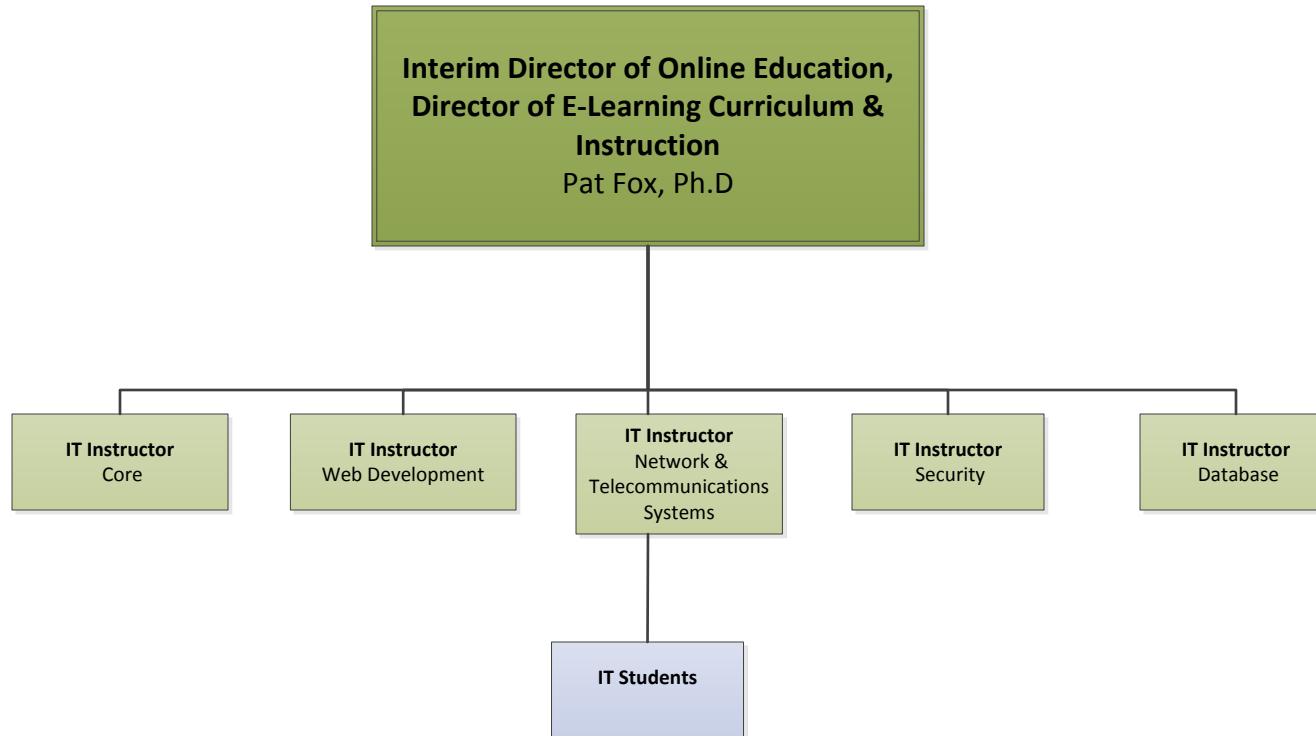 Interim Director of Online Education,
Director of E-Learning Curriculum &
Instruction
Pat Fox, Ph.D
IT Instructor
Core
IT Instructor
Web Development
IT Instructor
Network &
Telecommunications
Systems
IT Instructor
Security
IT Instructor
Database
IT Students